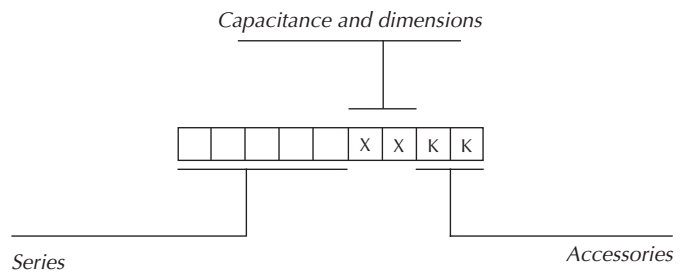 Capacitance and dimensions
X X K K
Series
Accessories